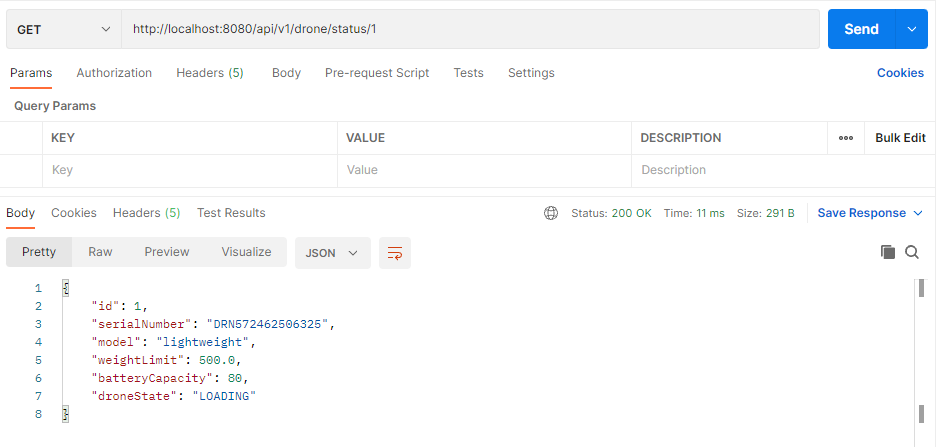 GET http://localhost:8080/api/v1/drone/status/1 Send
Params Authorization Headers (5) Body Pre-request Script Tests Settings Cookies
Query Params
KEY VALUE DESCRIPTION ••• Bulk Edit
Key Value Description
Body Cookies Headers (5) Test Results Status: 200 OK Time: 11 ms Size: 291 B Save Response
Pretty Raw Preview Visualize JSON
1 {
2 "id": 1,
3 "serialNumber": "DRN572462506325",
4 "model": "lightweight",
5 "weightLimit": 500.0,
6 "batteryCapacity": 80,
7 "droneState": "LOADING"
8 }